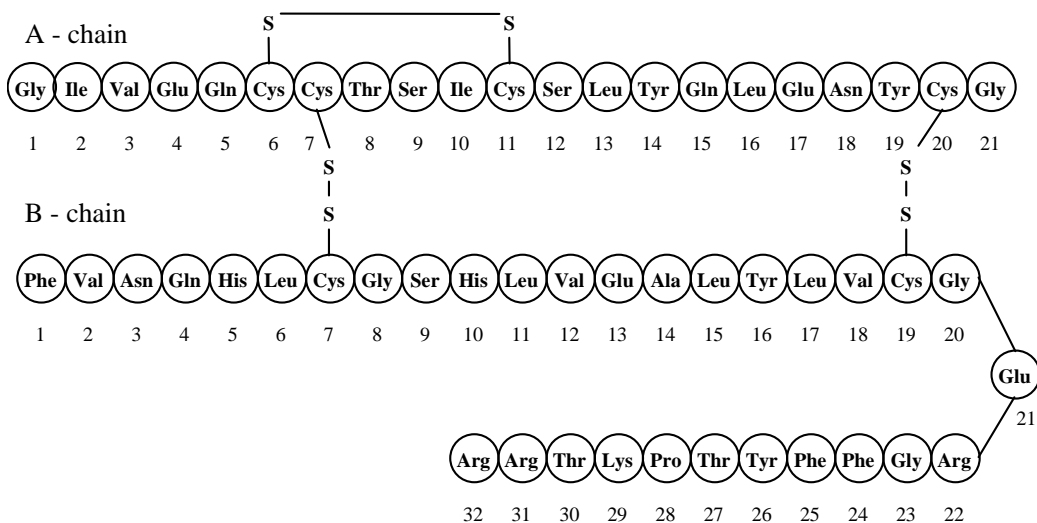 S S
A - chain
Gly Ile Val Glu Gln Cys Cys Thr Ser Ile Cys Ser Leu Tyr Gln Leu Glu Asn Tyr Cys Gly
1 2 3 4 5 6 7 8 9 10 11 12 13 14 15 16 17 18 19 20 21
S S
S S
B - chain
Phe Val Asn Gln His Leu Cys Gly Ser His Leu Val Glu Ala Leu Tyr Leu Val Cys Gly
1 2 3 4 5 6 7 8 9 10 11 12 13 14 15 16 17 18 19 20
Glu
21
Arg Arg Thr Lys Pro Thr Tyr Phe Phe Gly Arg
32 31 30 29 28 27 26 25 24 23 22